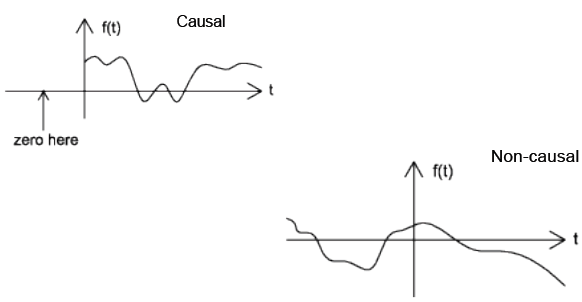 f(t)
Causal
t
zero here
Non-causal
f(t)
t